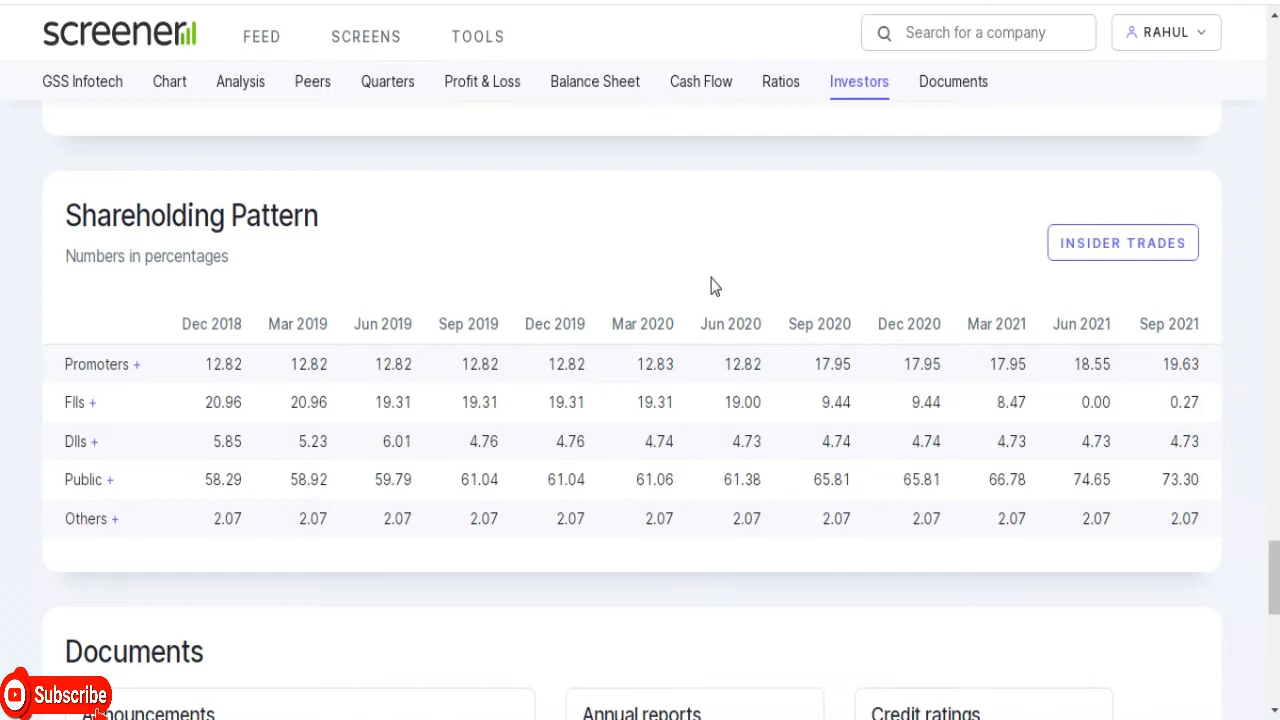 screener
FEED SCREENS TOOLS
Search for a company
RAHUL
GSS Infotech Chart Analysis Peers Quarters Profit & Loss Balance Sheet Cash Flow Ratios Investors Documents
Shareholding Pattern
Numbers in percentages
INSIDER TRADES
Dec 2018 Mar 2019 Jun 2019 Sep 2019 Dec 2019 Mar 2020 Jun 2020 Sep 2020 Dec 2020 Mar 2021 Jun 2021 Sep 2021
Promoters + 12.82 12.82 12.82 12.82 12.82 12.83 12.82 17.95 17.95 17.95 18.55 19.63
FIIs + 20.96 20.96 19.31 19.31 19.31 19.31 19.00 9.44 9.44 8.47 0.00 0.27
DIIs + 5.85 5.23 6.01 4.76 4.76 4.74 4.73 4.74 4.74 4.73 4.73 4.73
Public + 58.29 58.92 59.79 61.04 61.04 61.06 61.38 65.81 65.81 66.78 74.65 73.30
Others + 2.07 2.07 2.07 2.07 2.07 2.07 2.07 2.07 2.07 2.07 2.07 2.07
Documents
Subscribe
Announcements Annual reports Credit ratings